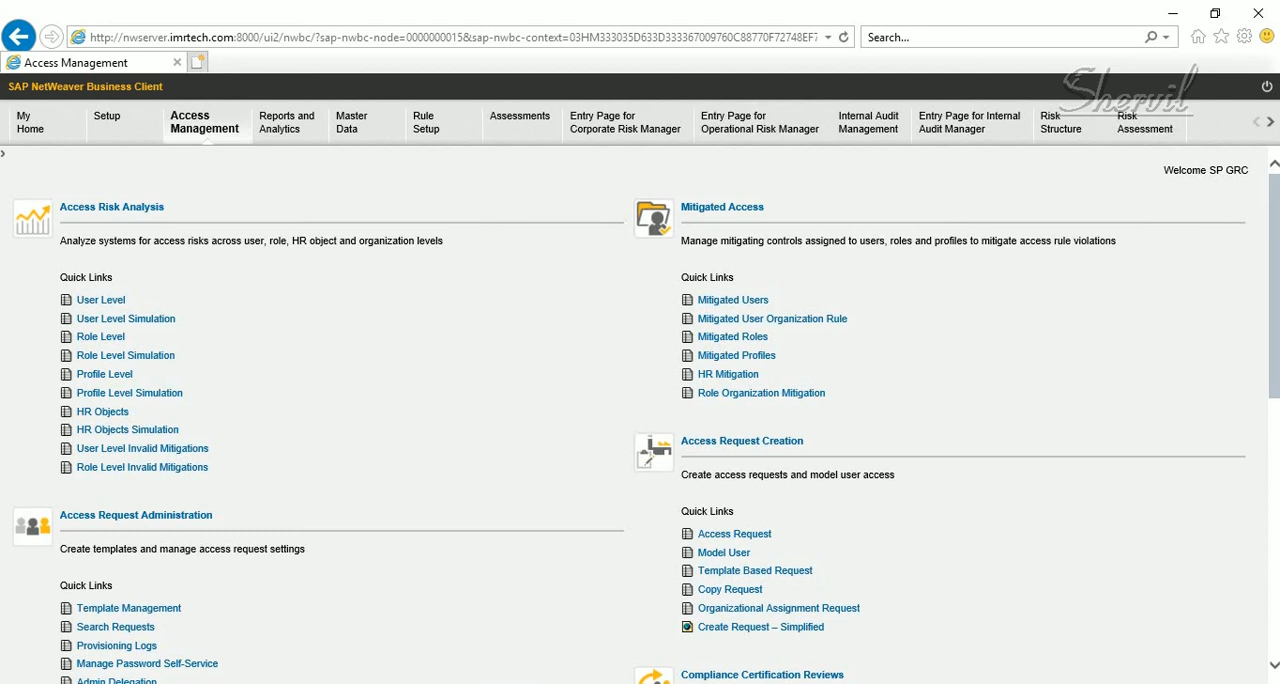 http://nwserver.imrtech.com:8000/ui2/nwbc/?sap-nwbc-node=0000000015&sap-nwbc-context=03HM333035D633D333367009760C88770F72748EF7
Search...
Access Management
SAP NetWeaver Business Client
Shervil
My Home
Setup
Access Management
Reports and Analytics
Master Data
Rule Setup
Assessments
Entry Page for Corporate Risk Manager
Entry Page for Operational Risk Manager
Internal Audit Management
Entry Page for Internal Audit Manager
Risk Structure
Risk Assessment
Welcome SP GRC
Access Risk Analysis
Analyze systems for access risks across user, role, HR object and organization levels
Quick Links
User Level
User Level Simulation
Role Level
Role Level Simulation
Profile Level
Profile Level Simulation
HR Objects
HR Objects Simulation
User Level Invalid Mitigations
Role Level Invalid Mitigations
Access Request Administration
Create templates and manage access request settings
Quick Links
Template Management
Search Requests
Provisioning Logs
Manage Password Self-Service
Admin Delegation
Mitigated Access
Manage mitigating controls assigned to users, roles and profiles to mitigate access rule violations
Quick Links
Mitigated Users
Mitigated User Organization Rule
Mitigated Roles
Mitigated Profiles
HR Mitigation
Role Organization Mitigation
Access Request Creation
Create access requests and model user access
Quick Links
Access Request
Model User
Template Based Request
Copy Request
Organizational Assignment Request
Create Request – Simplified
Compliance Certification Reviews